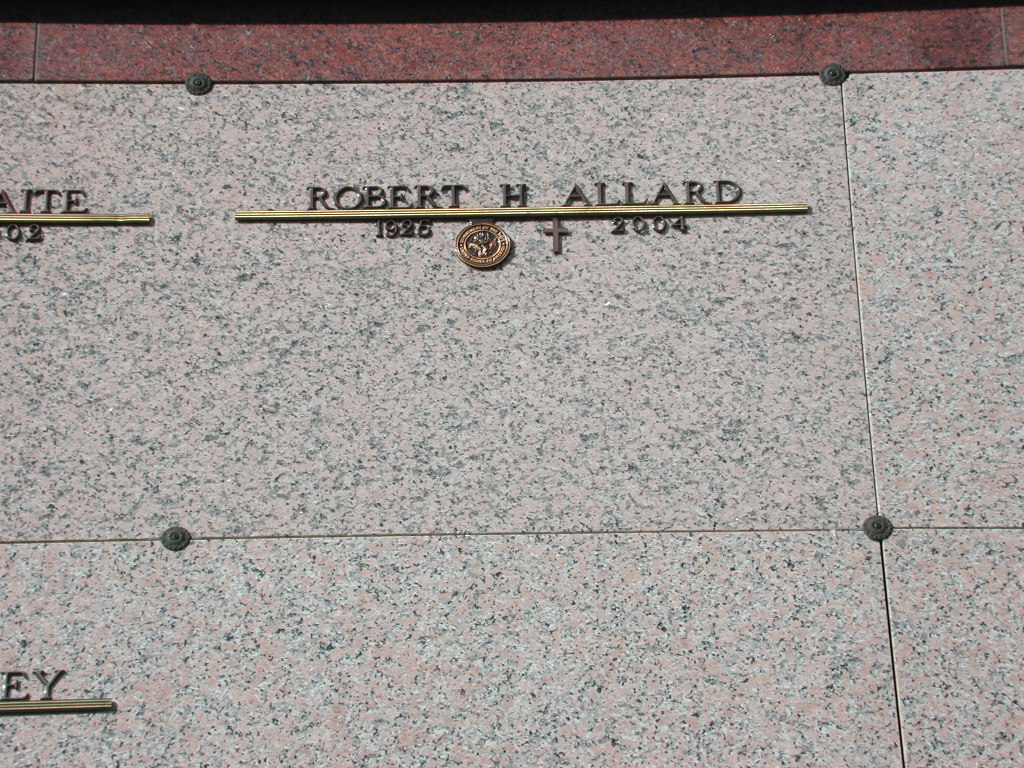 ROBERT H ALLARD
1925 2004
AITE
02
EY